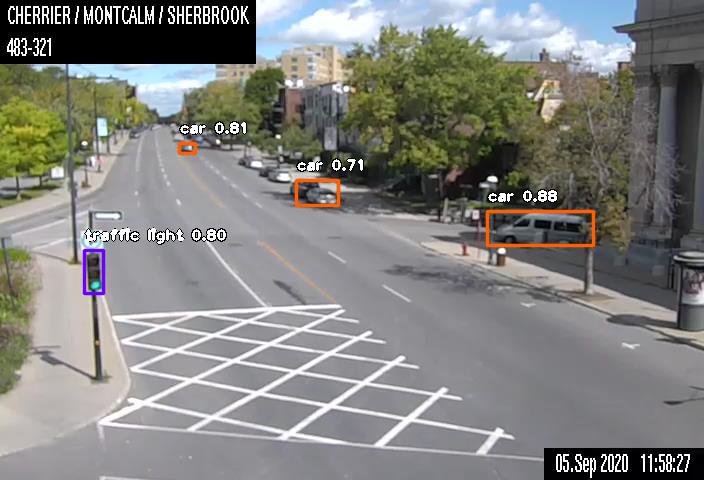 CHERRIER / MONTCALM / SHERBROOK
483-321
car 0.81
car 0.71
car 0.88
traffic light 0.80
05.Sep 2020 11:58:27